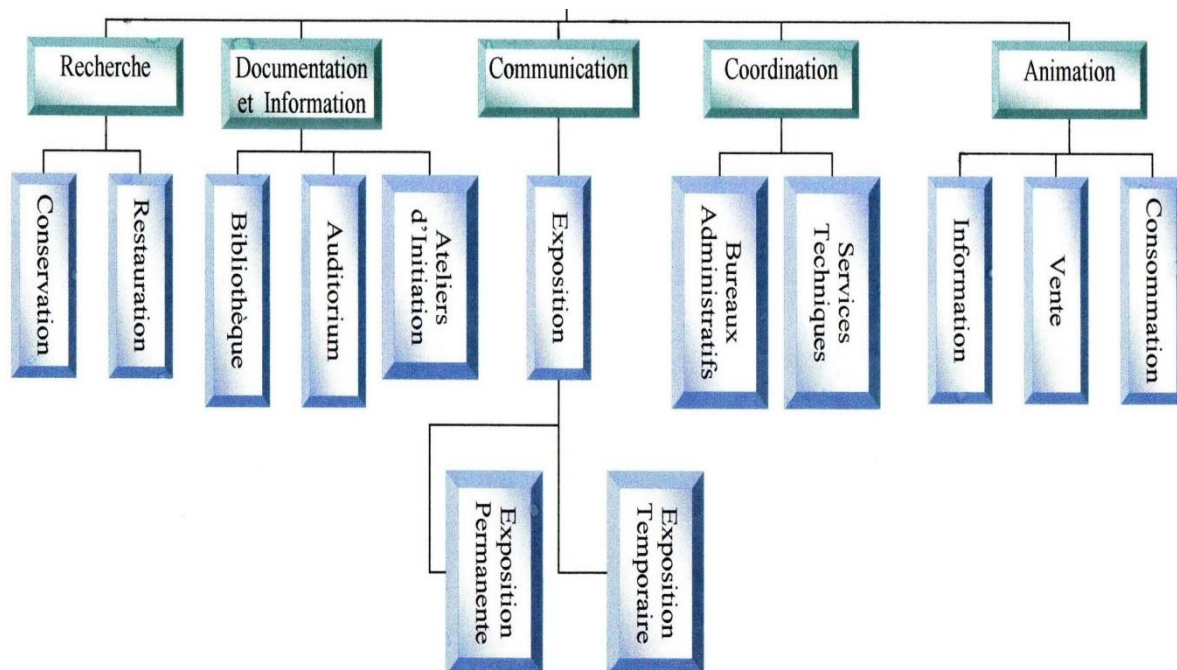 Recherche
Documentation
et Information
Communication
Coordination
Animation
Conservation
Restauration
Bibliothèque
Auditorium
Ateliers
d'Initiation
Exposition
Bureaux
Administratifs
Services
Techniques
Information
Vente
Consommation
Exposition
Permanente
Exposition
Temporaire